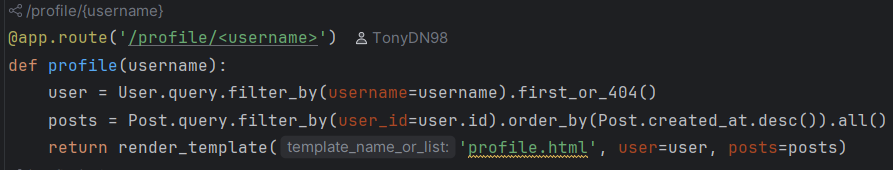 /profile/{username}
@app.route('/profile/<username>') TonyDN98
def profile(username):
    user = User.query.filter_by(username=username).first_or_404()
    posts = Post.query.filter_by(user_id=user.id).order_by(Post.created_at.desc()).all()
    return render_template( template_name_or_list: 'profile.html', user=user, posts=posts)